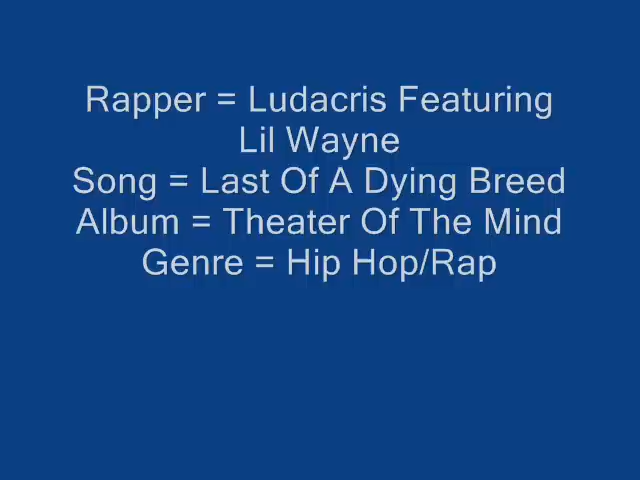 Rapper = Ludacris Featuring
Lil Wayne
Song = Last Of A Dying Breed
Album = Theater Of The Mind
Genre = Hip Hop/Rap